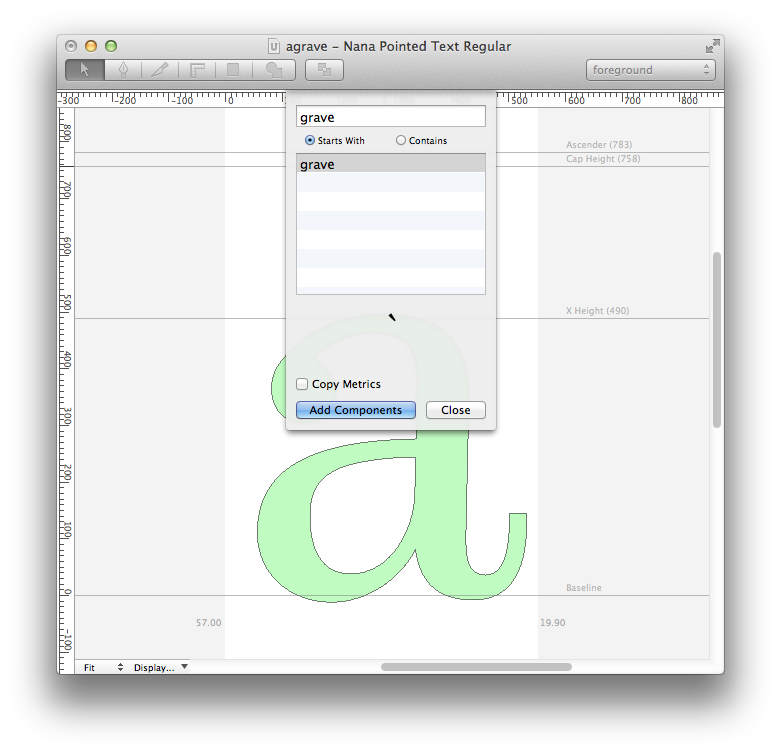 agrave – Nana Pointed Text Regular
foreground
-300 -200 -100 0 500 600 700 800
grave
Starts With Contains
grave
Ascender (783)
Cap Height (758)
X Height (490)
800
700
600
500
400
300
200
100
0
-100
Copy Metrics
Add Components Close
Baseline
57.00 19.90
Fit Display...